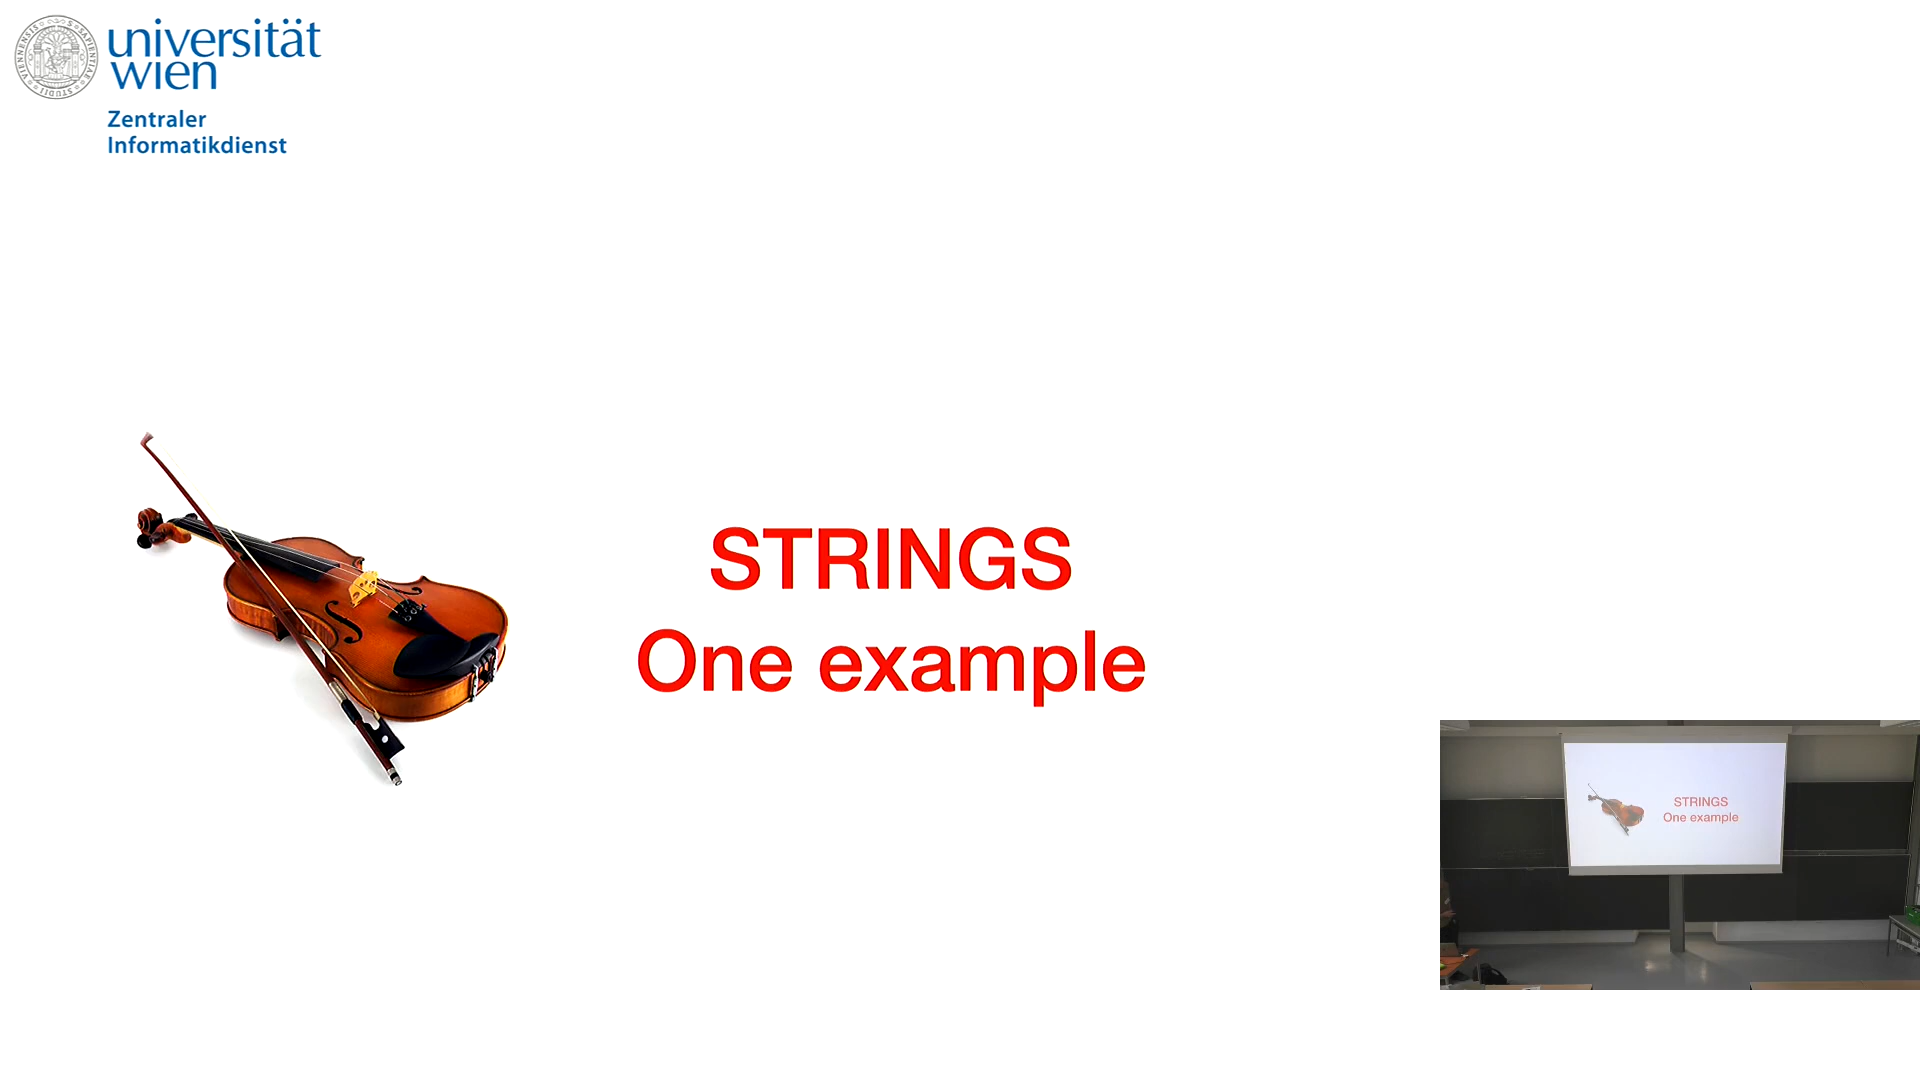 universität
wien
Zentraler
Informatikdienst
STRINGS
One example
STRINGS
One example